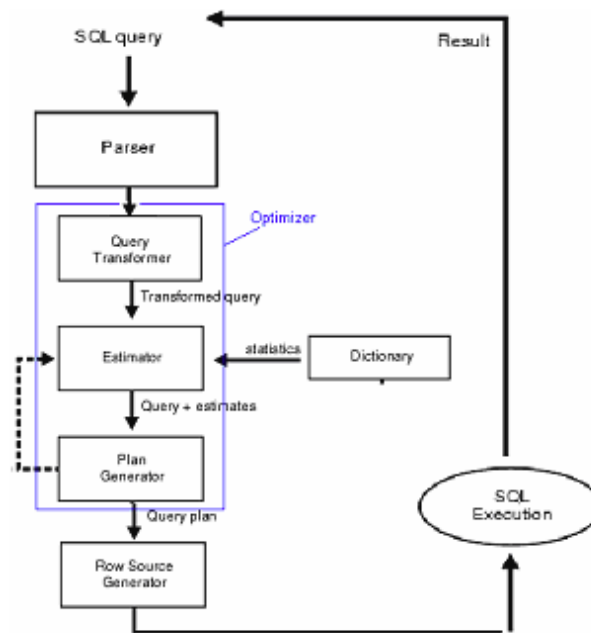 SQL query
Result
Parser
Optimizer
Query
Transformer
Transformed query
statistics
Dictionary
Estimator
Query + estimates
Plan
Generator
SQL
Execution
Query plan
Row Source
Generator